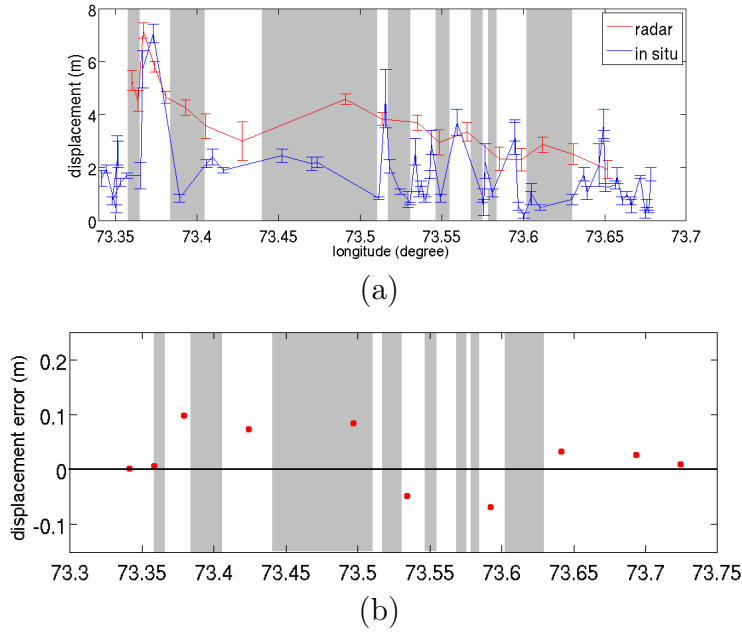 8
6
4
2
0
displacement (m)
radar
in situ
73.35 73.4 73.45 73.5 73.55 73.6 73.65 73.7
longitude (degree)
(a)
0.2
0.1
0
-0.1
displacement error (m)
73.3 73.35 73.4 73.45 73.5 73.55 73.6 73.65 73.7 73.75
(b)